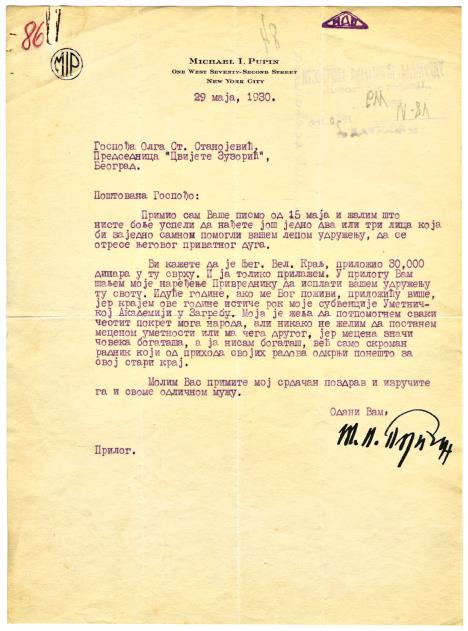 86
MIP
MICHAEL I. PUPIN
ONE WEST SEVENTY-SECOND STREET
NEW YORK CITY
29 маја, 1930.
Госпођа Олга Ст. Станојевић,
Председница "Цвијете Зузорић",
Београд.
Поштована Госпођо:
Примио сам Ваше писмо од 15 маја и жалим што
нисте боље успели да нађете још једно два или три лица која
би заједно самном помогли вашем лепом удружењу, да се
отресе његовог приватног дуга.
Ви кажете да је Њег. Вел. Краљ, приложио 30,000
динара у ту сврху. И ја толико прилажем. У прилогу Вам
шаљем моје наређење Привреднику да исплати вашем удружењу
ту своту. Идуће године, ако ме Бог поживи, приложићу више,
јер крајем ове године истиче рок моје субвенције Уметнич-
кој Академији у Загребу. Моја је жеља да потпомогнем сваки
честит покрет мога народа, али никако не желим да постанем
меценом уметности или ма чега другог, јер мецена значи
човека богаташа, а ја нисам богаташ, већ само скроман
радник који од прихода својих радова одкрњи понешто за
свој стари крај.
Молим Вас примите мој срдачан поздрав и изручите
га и своме одличном мужу.
Одани Вам,
М. И. Пупин
Прилог.